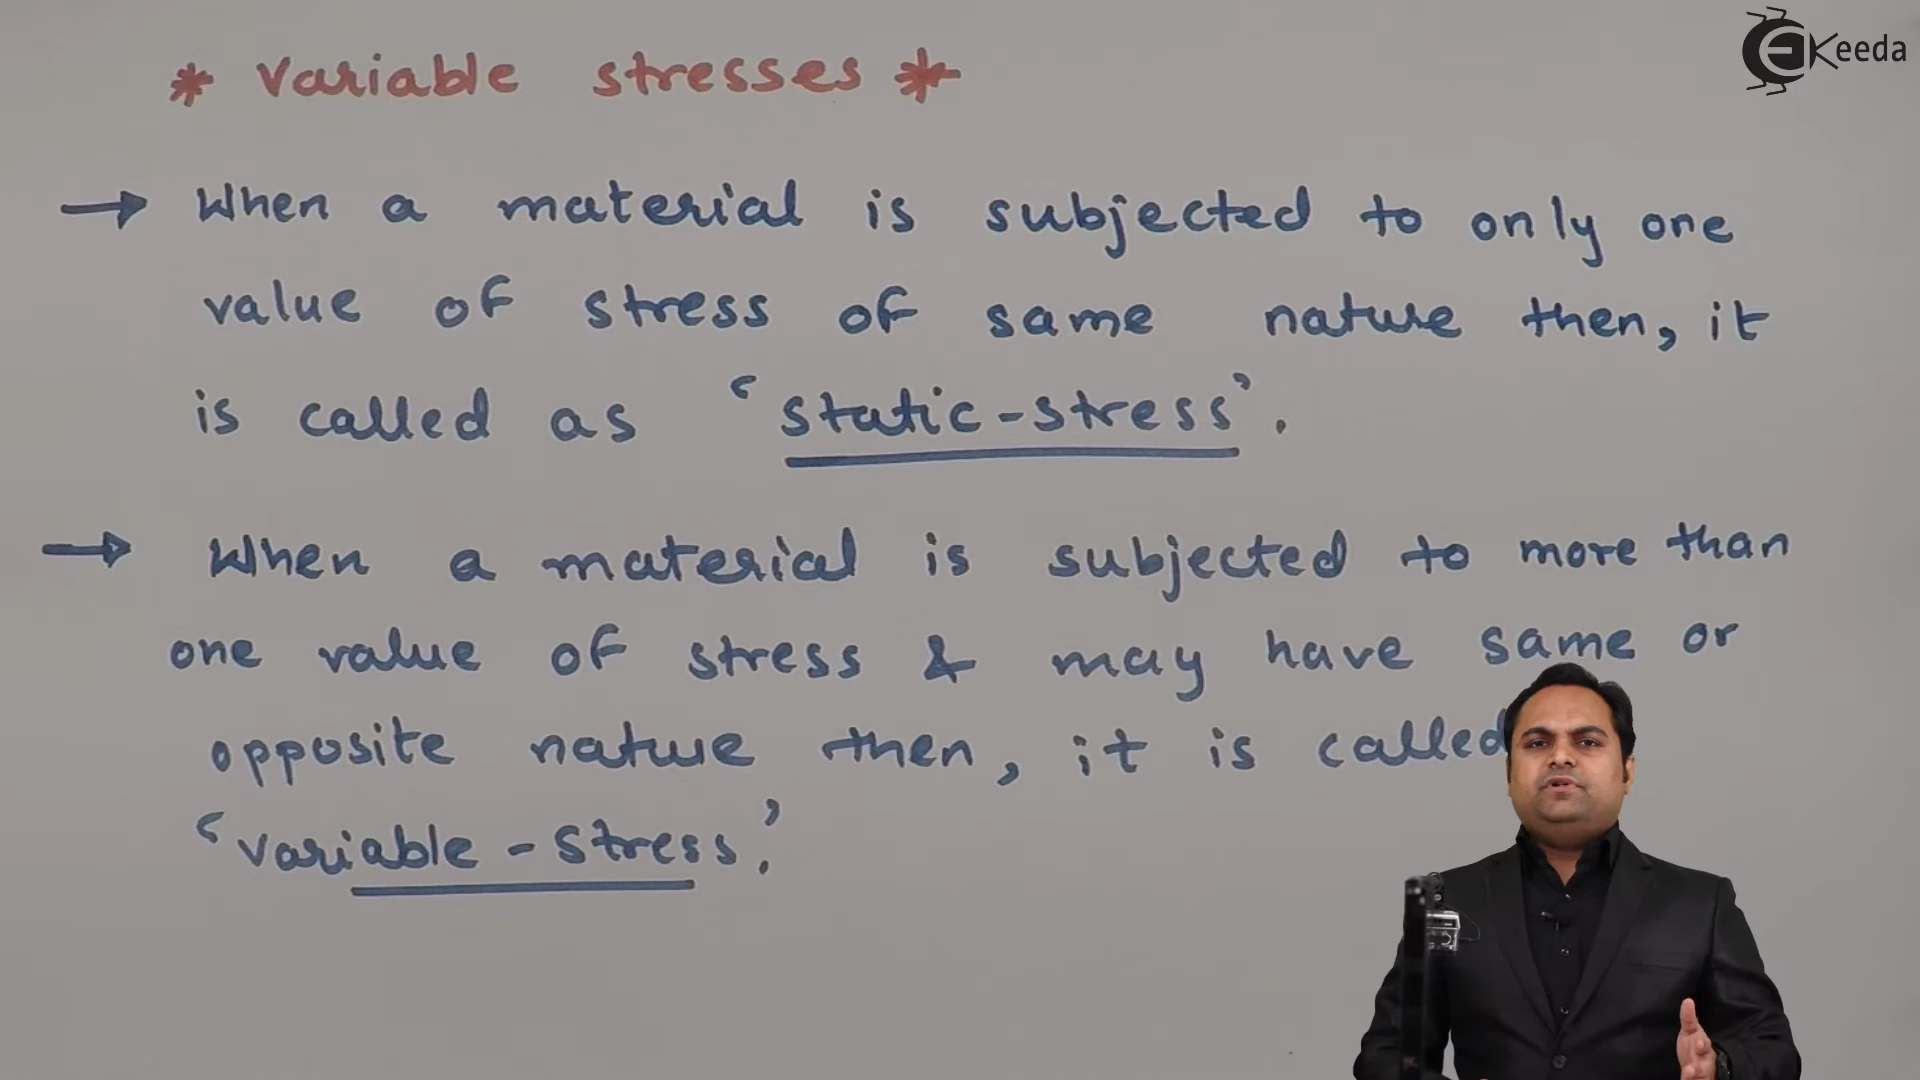 * Variable stresses *
EKeeda
→ When a material is subjected to only one
value of stress of same nature then, it
is called as 'static-stress'.
→ When a material is subjected to more than
one value of stress & may have same or
opposite nature then, it is called
'variable-stress.'